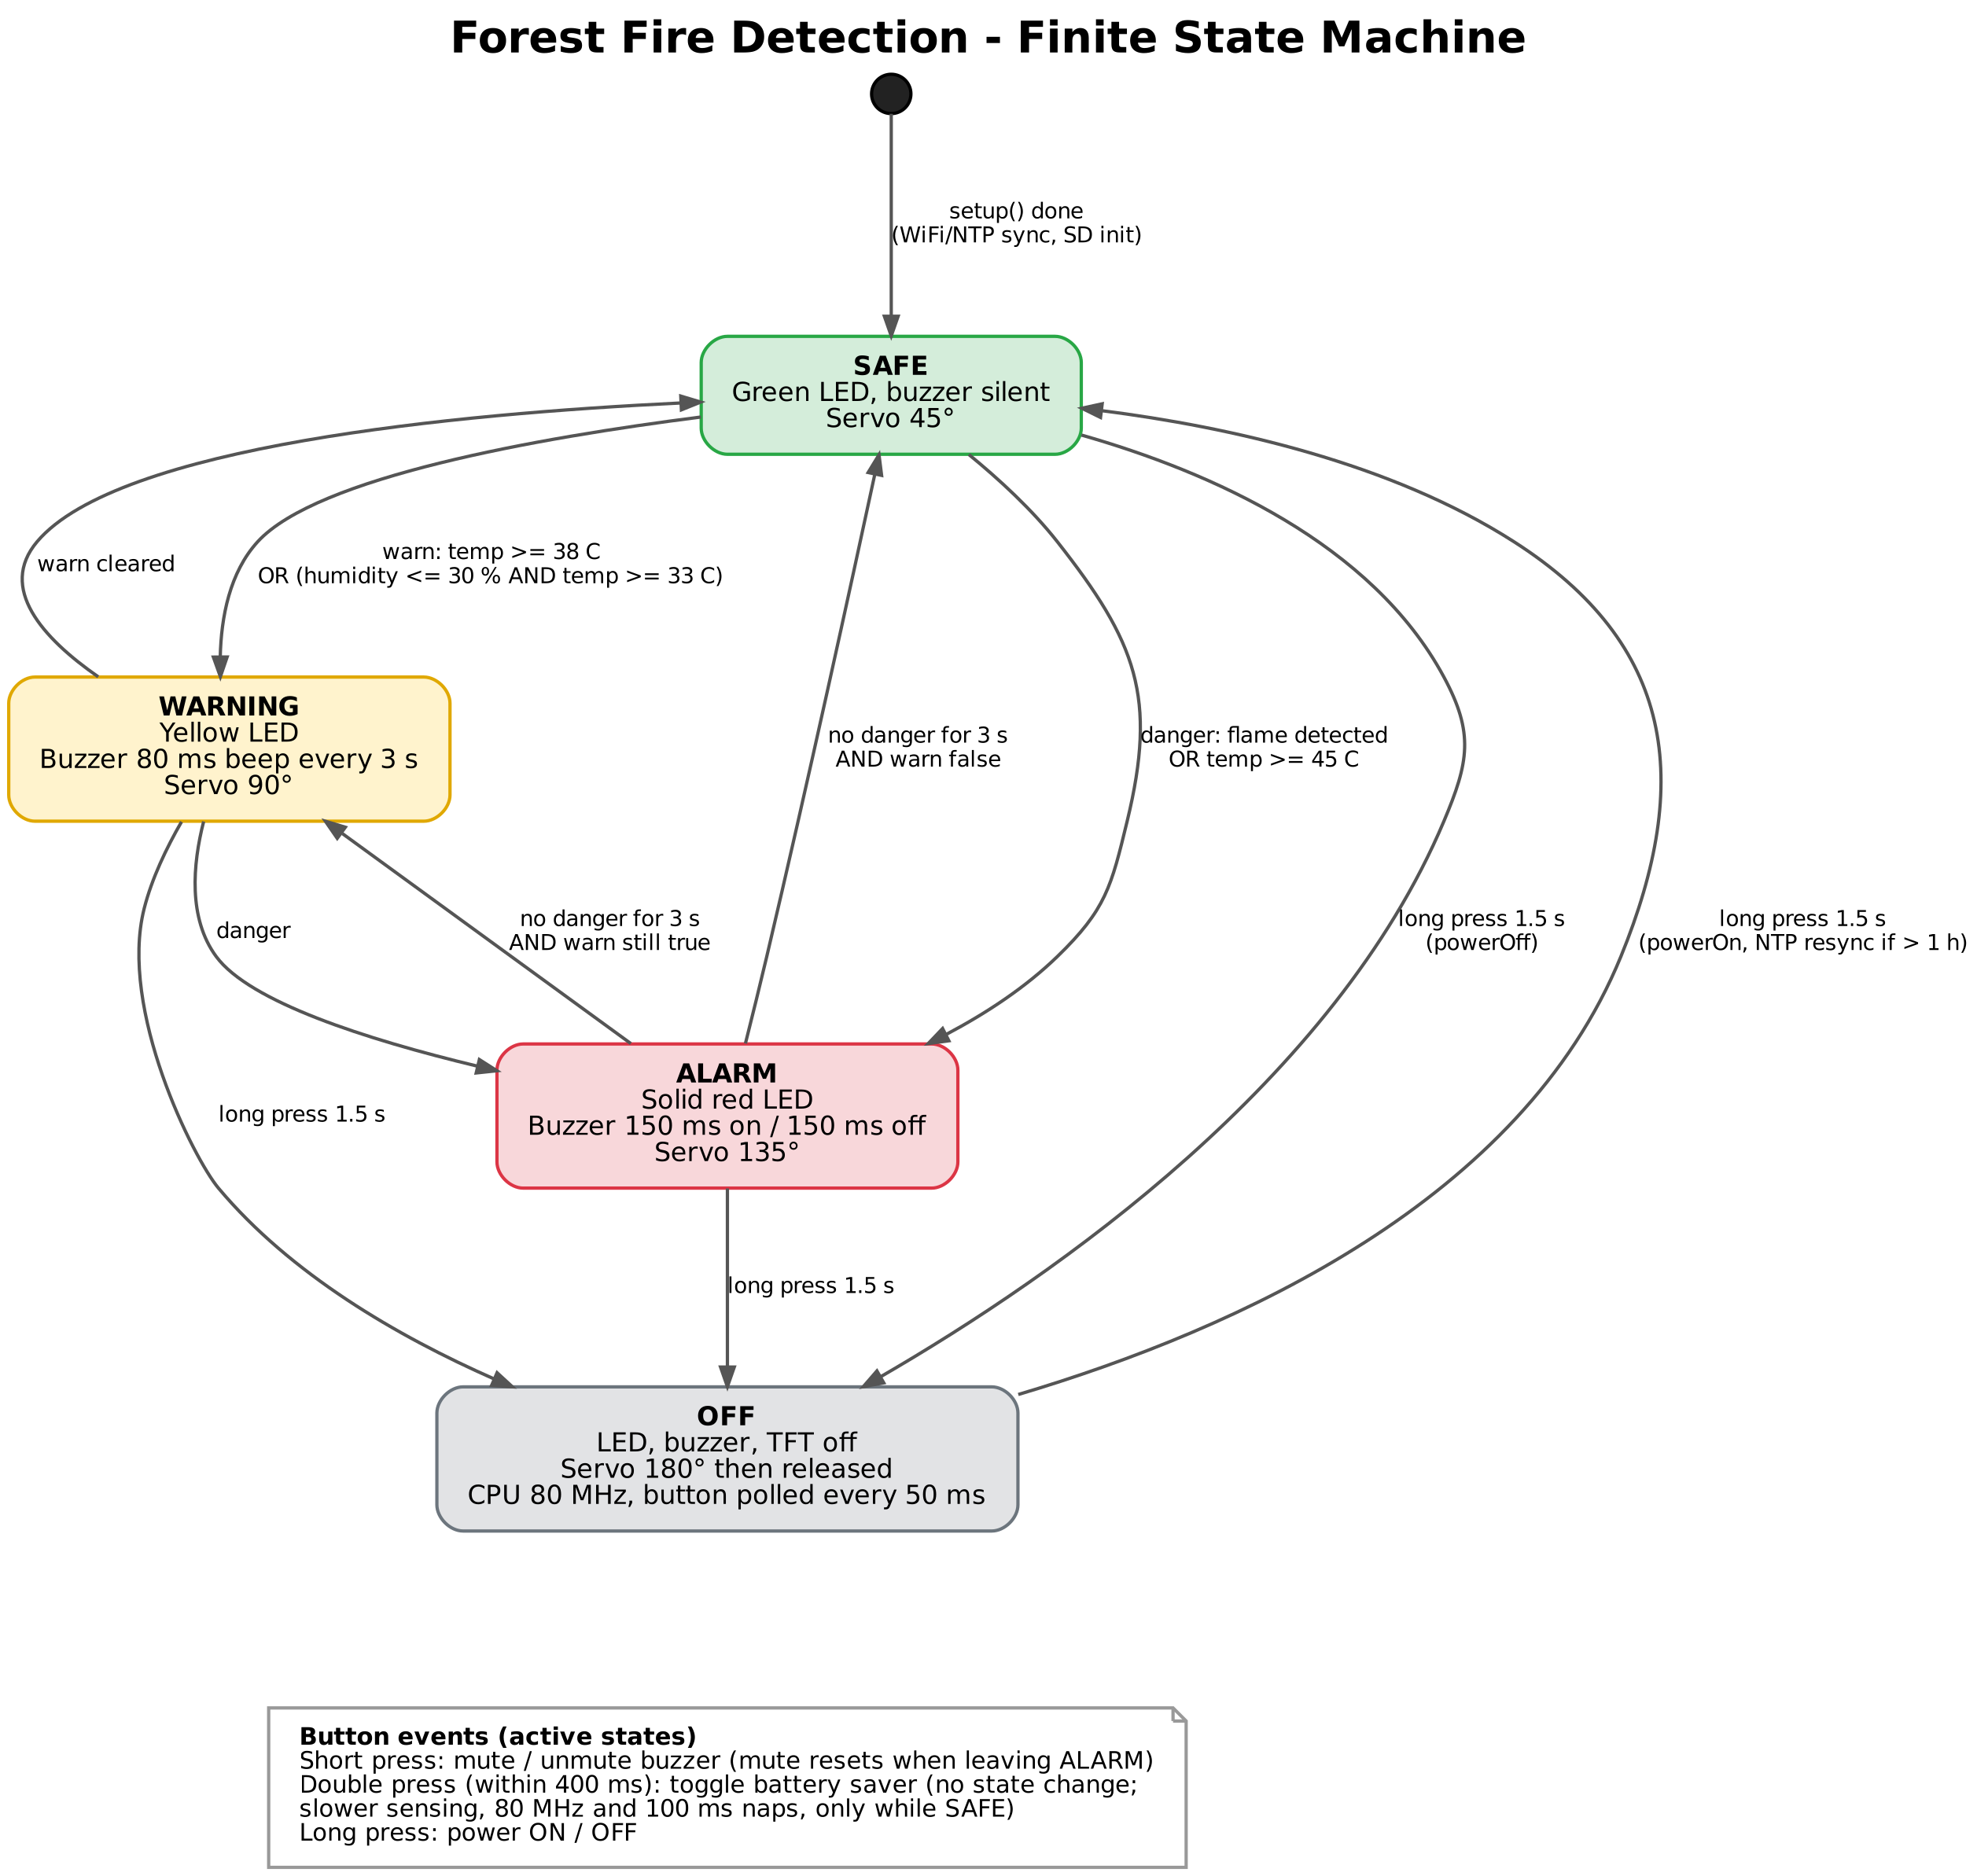 Forest Fire Detection - Finite State Machine
setup() done
(WiFi/NTP sync, SD init)
SAFE
Green LED, buzzer silent
Servo 45°
warn cleared
warn: temp >= 38 C
OR (humidity <= 30 % AND temp >= 33 C)
WARNING
Yellow LED
Buzzer 80 ms beep every 3 s
Servo 90°
no danger for 3 s
AND warn false
danger: flame detected
OR temp >= 45 C
danger
no danger for 3 s
AND warn still true
long press 1.5 s
(powerOff)
long press 1.5 s
(powerOn, NTP resync if > 1 h)
ALARM
Solid red LED
Buzzer 150 ms on / 150 ms off
Servo 135°
long press 1.5 s
long press 1.5 s
OFF
LED, buzzer, TFT off
Servo 180° then released
CPU 80 MHz, button polled every 50 ms
Button events (active states)
Short press: mute / unmute buzzer (mute resets when leaving ALARM)
Double press (within 400 ms): toggle battery saver (no state change;
slower sensing, 80 MHz and 100 ms naps, only while SAFE)
Long press: power ON / OFF